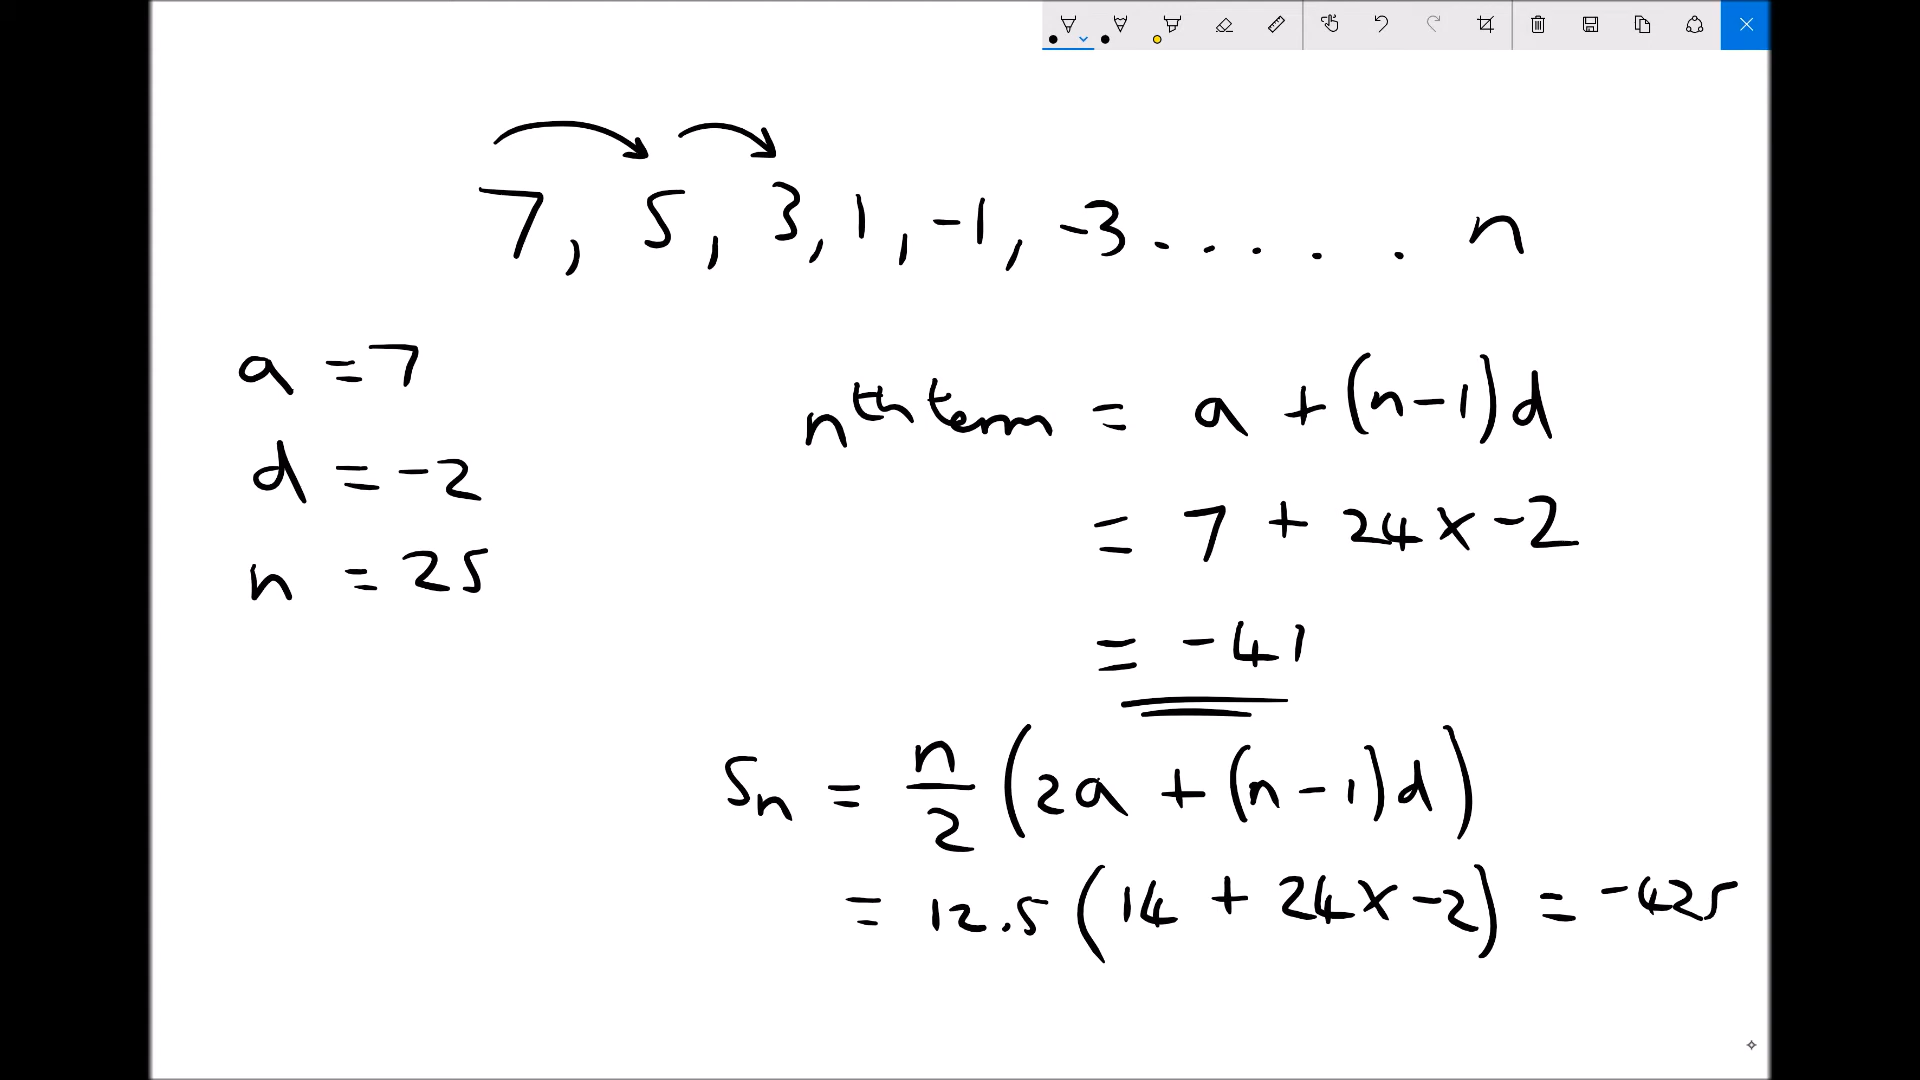 7, 5, 3, 1, -1, -3 . . . . . n
a = 7
d = -2
n = 25
nth term = a + (n-1)d
= 7 + 24 x -2
= -41
Sn = n/2 (2a + (n-1)d)
= 12.5 (14 + 24 x -2) = -425